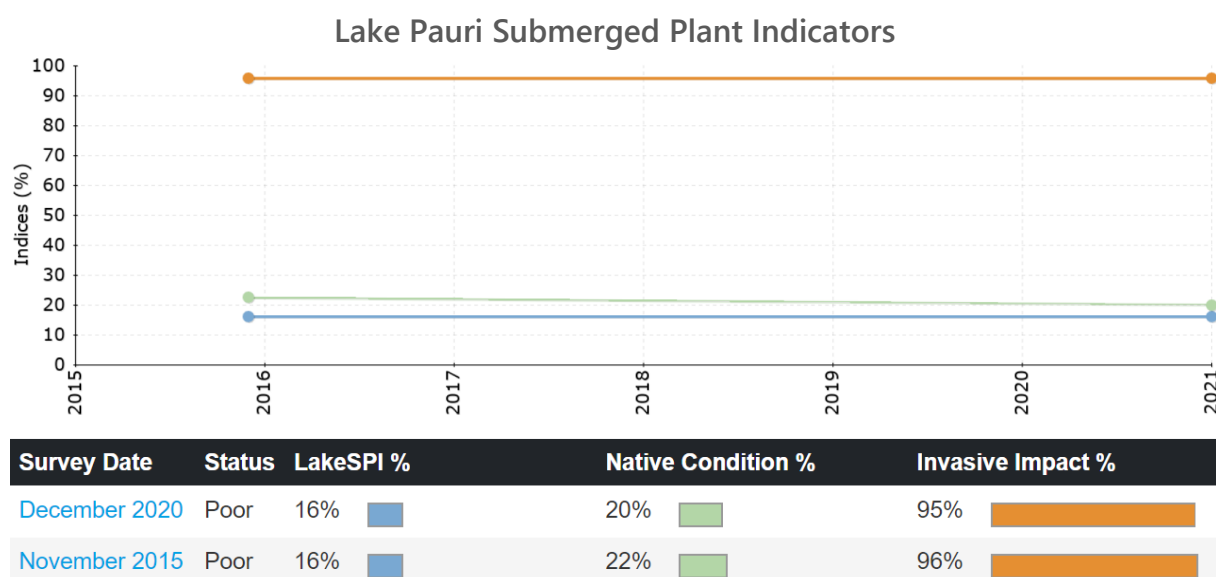 Lake Pauri Submerged Plant Indicators
Indices (%)
100
90
80
70
60
50
40
30
20
10
0
2015 2016 2017 2018 2019 2020 2021
Survey Date Status LakeSPI % Native Condition % Invasive Impact %
December 2020 Poor 16% 20% 95%
November 2015 Poor 16% 22% 96%